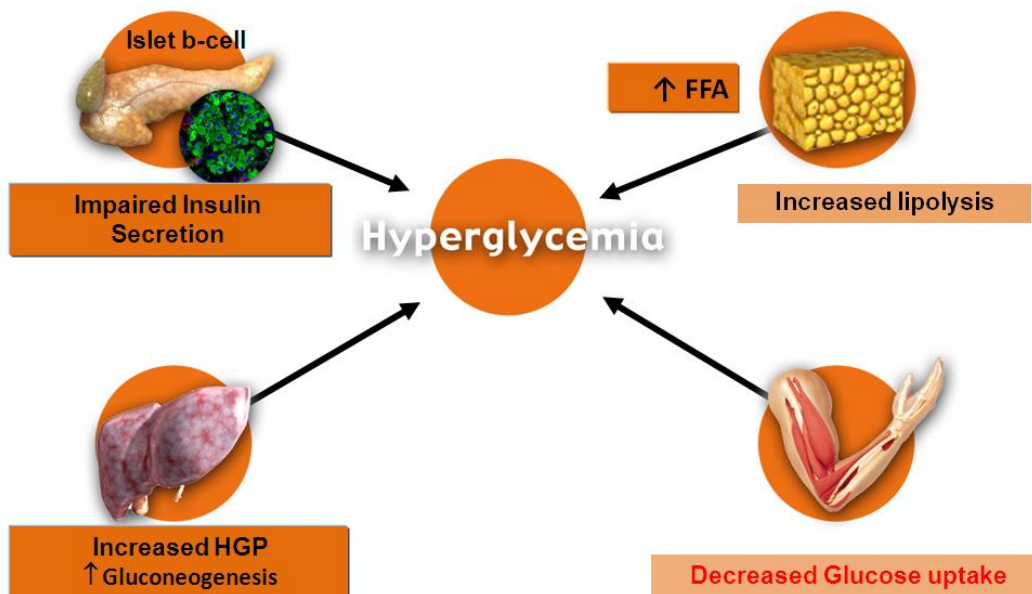 Islet b-cell
Impaired Insulin
Secretion
↑ FFA
Increased lipolysis
Hyperglycemia
Increased HGP
↑Gluconeogenesis
Decreased Glucose uptake